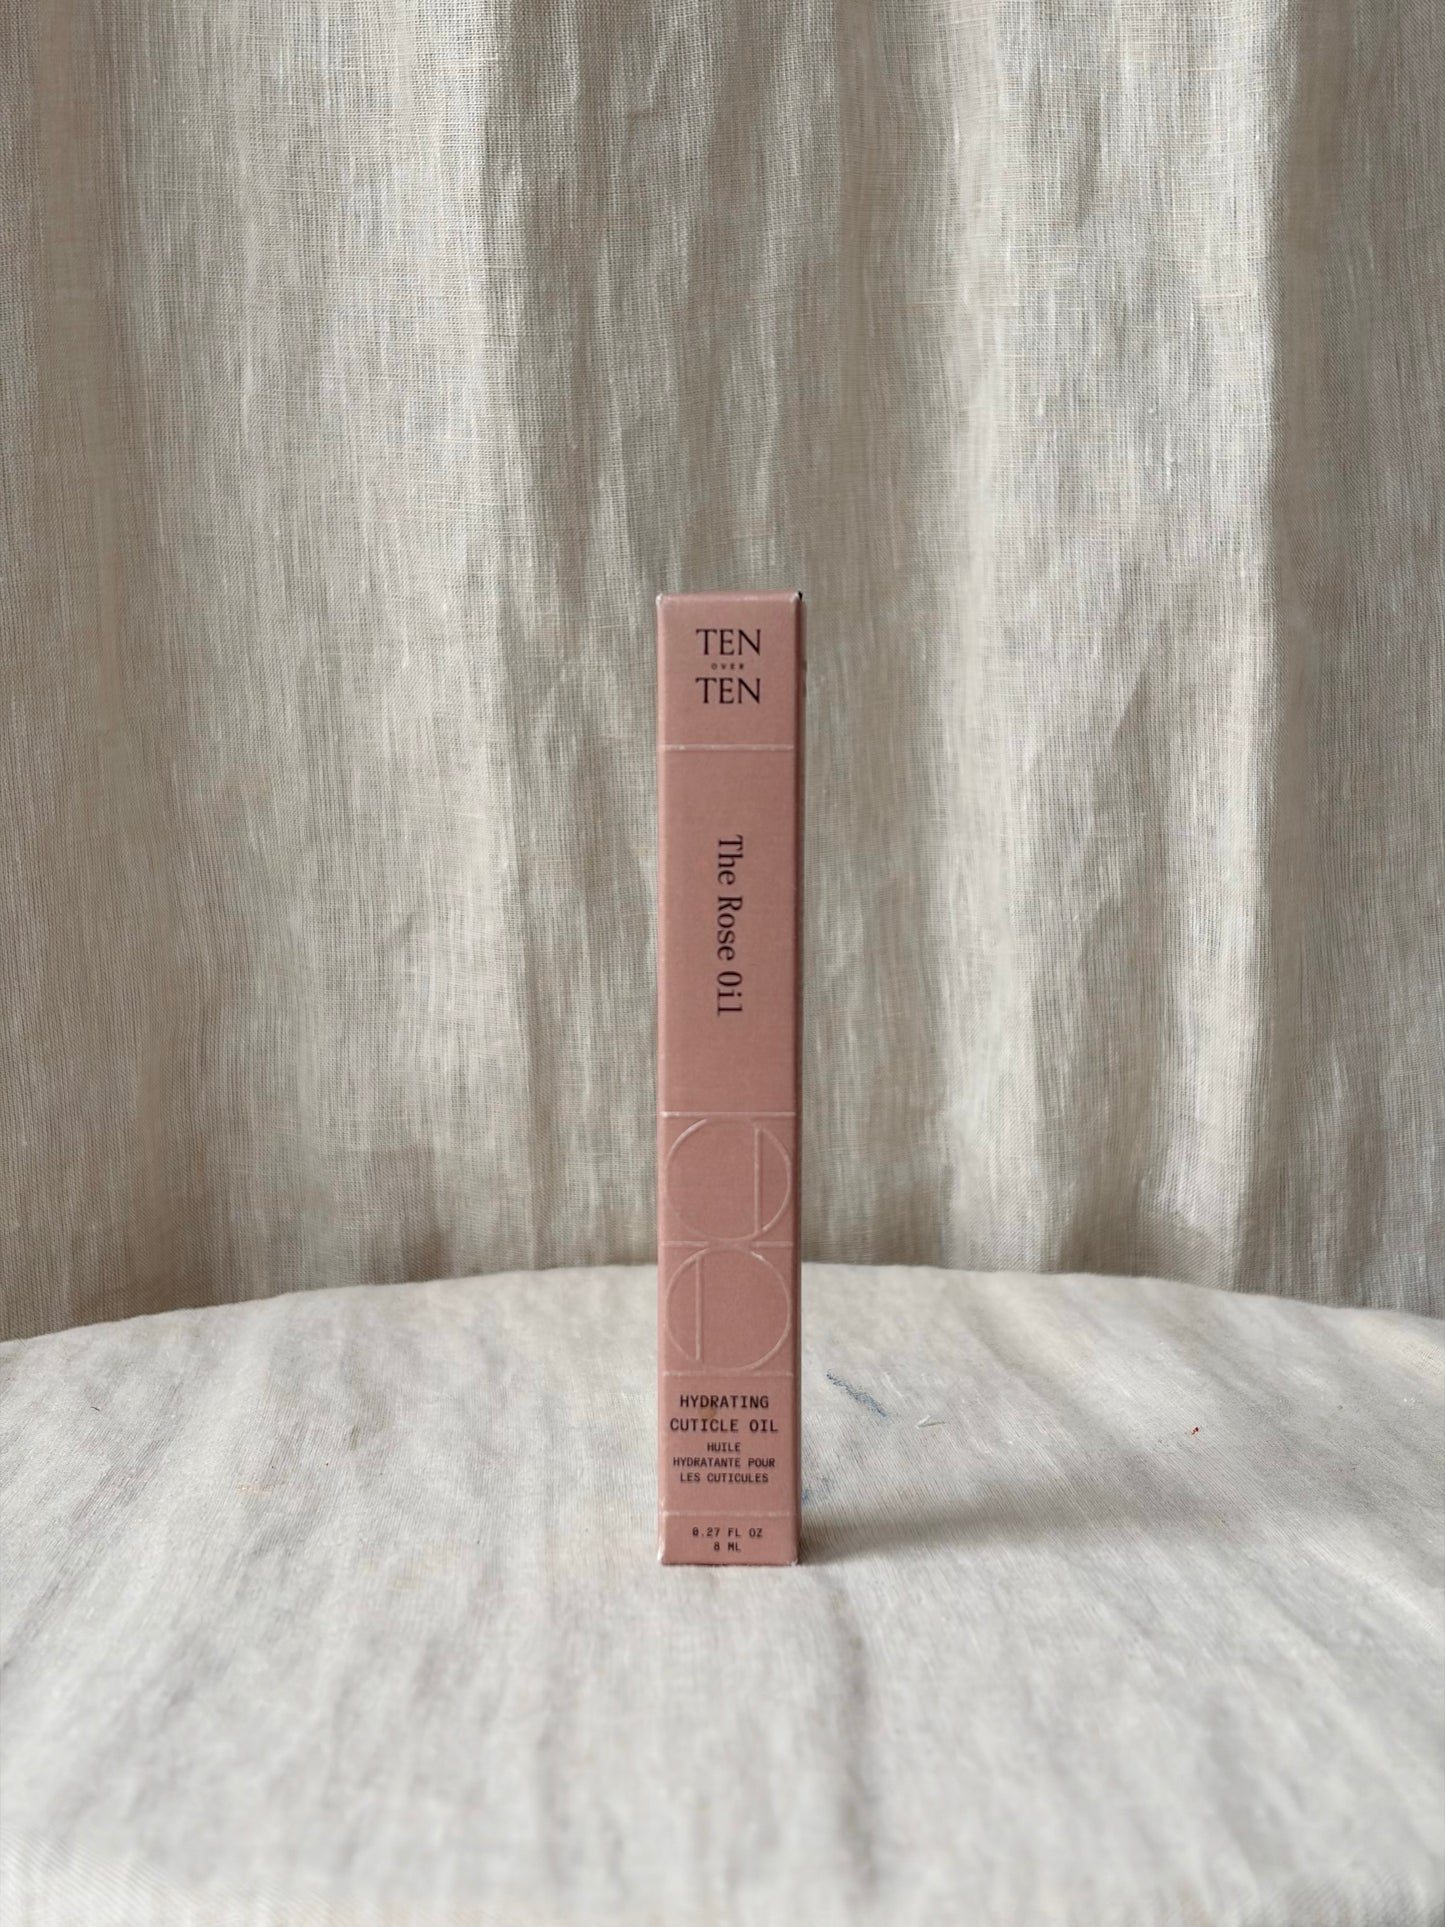 TEN
OVER
TEN
The Rose Oil
HYDRATING
CUTICLE OIL
HUILE
HYDRATANTE POUR
LES CUTICULES
0.27 FL OZ
8 ML